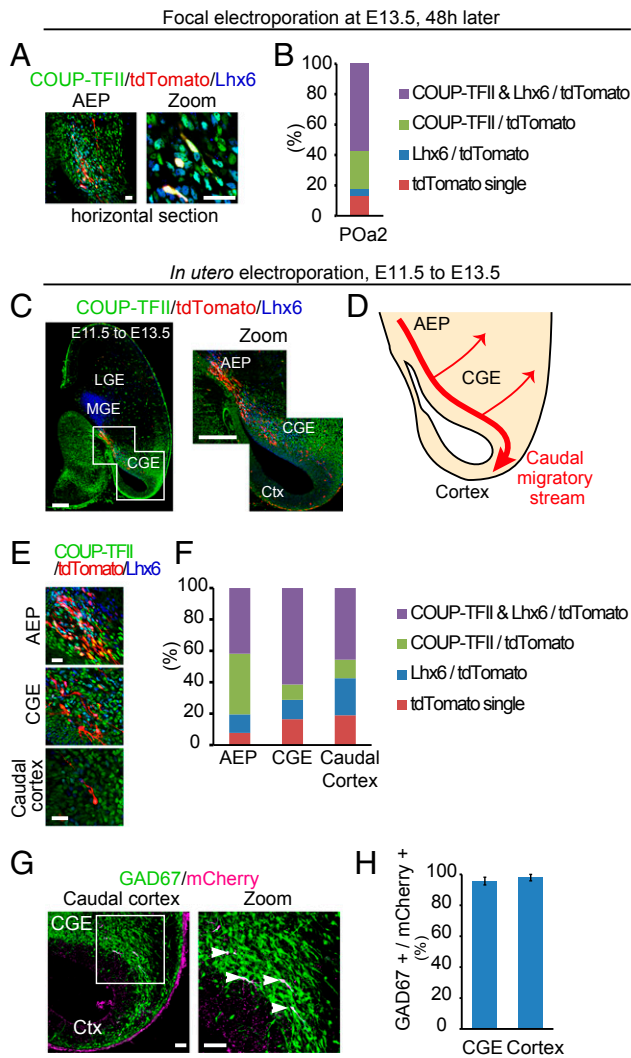 Focal electroporation at E13.5, 48h later
A
COUP-TFII/tdTomato/Lhx6
AEP
Zoom
horizontal section
B
100
80
60
40
20
0
(%)
POa2
COUP-TFII & Lhx6 / tdTomato
COUP-TFII / tdTomato
Lhx6 / tdTomato
tdTomato single
In utero electroporation, E11.5 to E13.5
C
COUP-TFII/tdTomato/Lhx6
E11.5 to E13.5
LGE
MGE
CGE
Zoom
AEP
CGE
Ctx
D
AEP
CGE
Cortex
Caudal
migratory
stream
E
COUP-TFII
/tdTomato/Lhx6
AEP
CGE
Caudal
cortex
F
100
80
60
40
20
0
(%)
AEP
CGE
Caudal
Cortex
COUP-TFII & Lhx6 / tdTomato
COUP-TFII / tdTomato
Lhx6 / tdTomato
tdTomato single
G
GAD67/mCherry
Caudal cortex
Zoom
CGE
Ctx
H
GAD67 + / mCherry +
(%)
100
80
60
40
20
0
CGE
Cortex